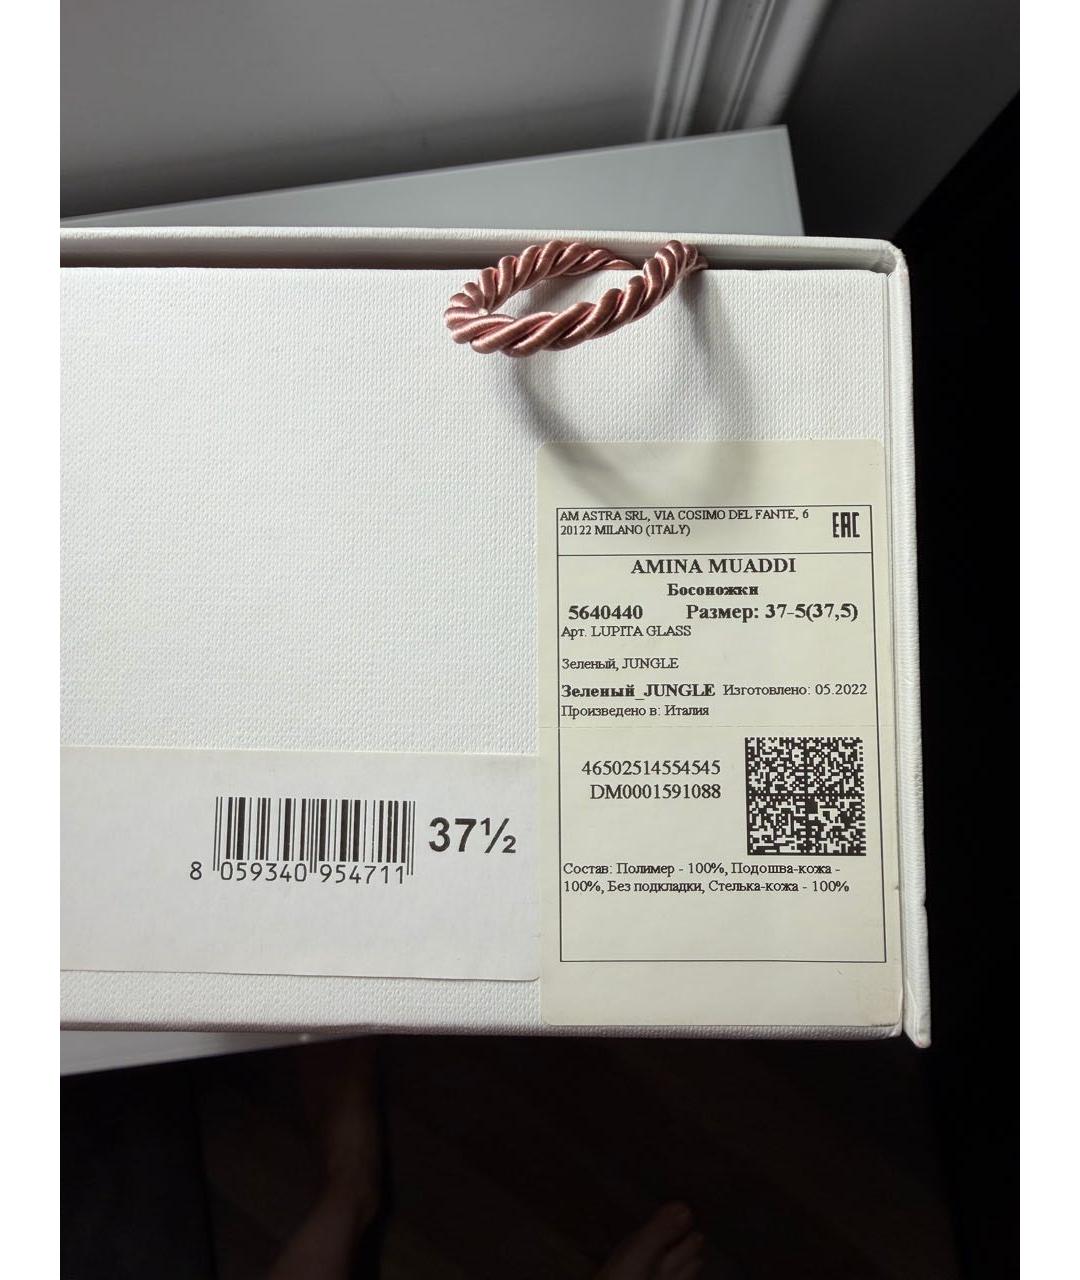 AM ASTRA SRL, VIA COSIMO DEL FANTE, 6
20122 MILANO (ITALY)
EAC
AMINA MUADDI
Босоножки
5640440 Размер: 37-5(37,5)
Арт. LUPITA GLASS
Зеленый, JUNGLE
Зеленый_JUNGLE Изготовлено: 05.2022
Произведено в: Италия
46502514554545
DM0001591088
Состав: Полимер - 100%, Подошва-кожа -
100%, Без подкладки, Стелька-кожа - 100%
37½
8 059340 954711